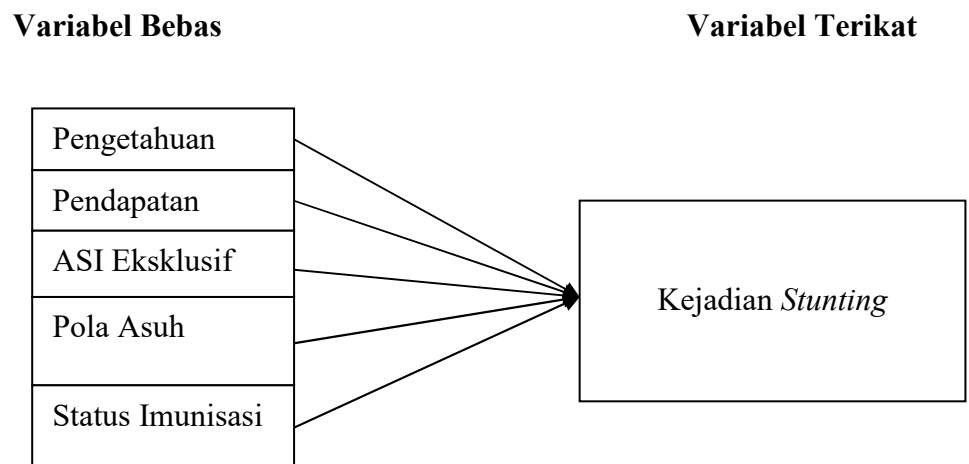 Variabel Bebas
Variabel Terikat
Pengetahuan
Pendapatan
ASI Eksklusif
Pola Asuh
Status Imunisasi
Kejadian Stunting